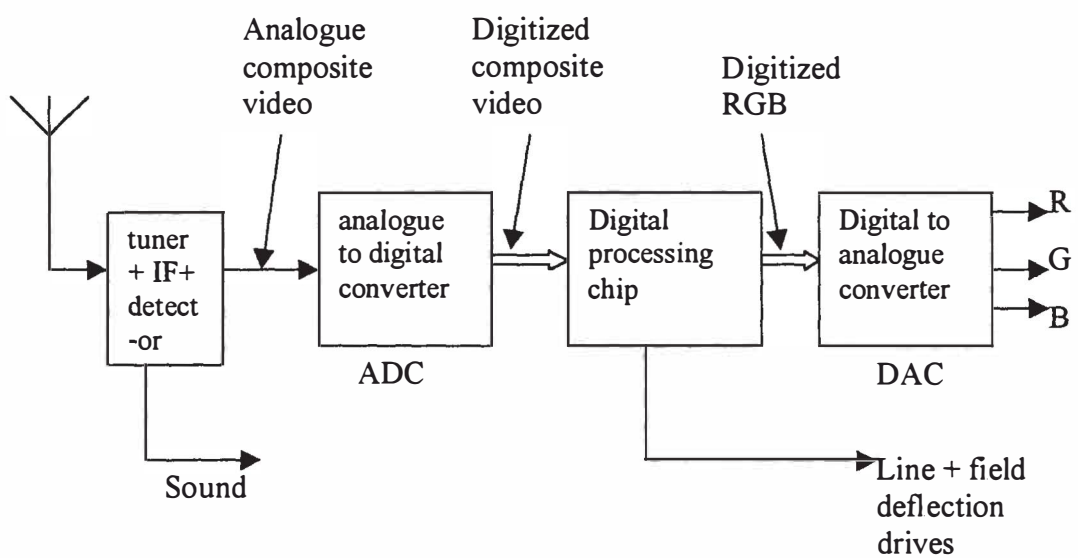 Analogue
composite
video
Digitized
composite
video
Digitized
RGB
tuner
+ IF+
detect
-or
analogue
to digital
converter
Digital
processing
chip
Digital to
analogue
converter
R
G
B
ADC
DAC
Sound
Line + field
deflection
drives